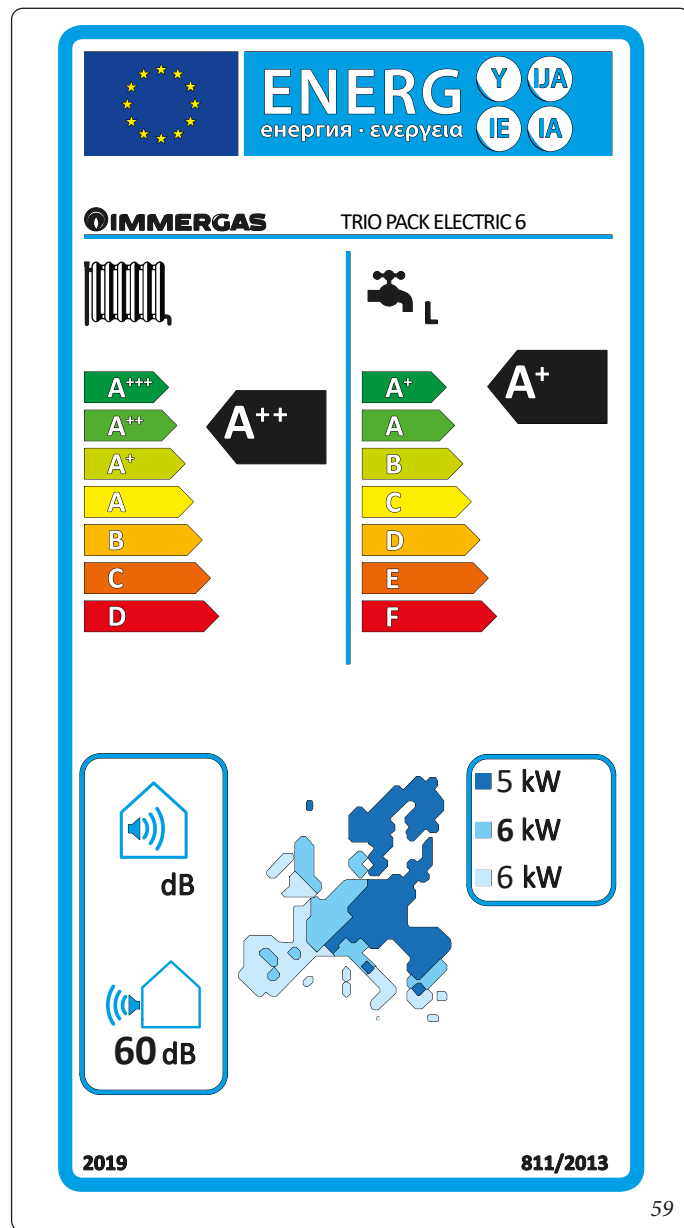 ENERG Y IJA
енергия · ενεργεια IE IA
IMMERGAS TRIO PACK ELECTRIC 6
L
A+++
A++
A+
A
B
C
D
A++
A+
A
B
C
D
E
F
A+
dB
60 dB
5 kW
6 kW
6 kW
2019 811/2013
59